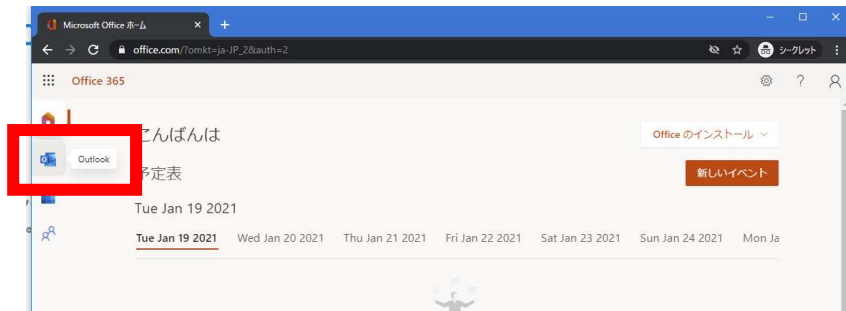 Microsoft Office ホーム
office.com/?omkt=ja-JP_2&auth=2
シークレット
Office 365
こんばんは
Office のインストール
Outlook
予定表
新しいイベント
Tue Jan 19 2021
Tue Jan 19 2021 Wed Jan 20 2021 Thu Jan 21 2021 Fri Jan 22 2021 Sat Jan 23 2021 Sun Jan 24 2021 Mon Ja